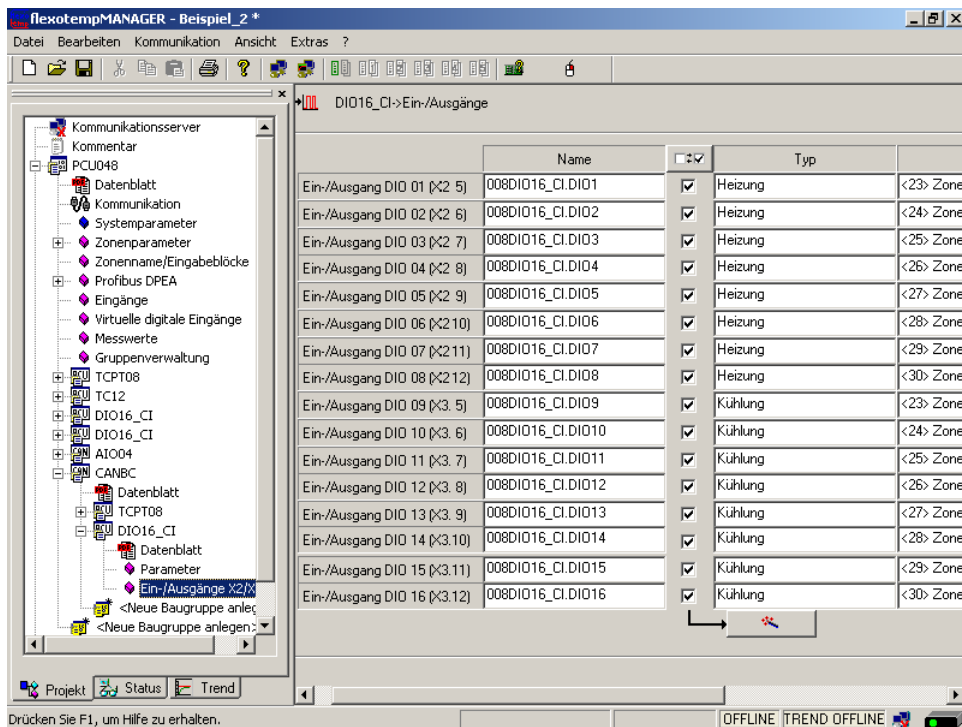 flexotempMANAGER - Beispiel_2 *
Datei Bearbeiten Kommunikation Ansicht Extras ?
DIO16_CI->Ein-/Ausgänge
Kommunikationsserver
Kommentar
PCU048
Datenblatt
Kommunikation
Systemparameter
Zonenparameter
Zonenname/Eingabeblöcke
Profibus DPEA
Eingänge
Virtuelle digitale Eingänge
Messwerte
Gruppenverwaltung
TCPT08
TC12
DIO16_CI
DIO16_CI
AIO04
CANBC
Datenblatt
TCPT08
DIO16_CI
Datenblatt
Parameter
Ein-/Ausgänge X2/X
<Neue Baugruppe anleg
<Neue Baugruppe anlegen>
Projekt Status Trend
Name Typ
Ein-/Ausgang DIO 01 (X2 5) 008DIO16_CI.DIO1 Heizung <23> Zone
Ein-/Ausgang DIO 02 (X2 6) 008DIO16_CI.DIO2 Heizung <24> Zone
Ein-/Ausgang DIO 03 (X2 7) 008DIO16_CI.DIO3 Heizung <25> Zone
Ein-/Ausgang DIO 04 (X2 8) 008DIO16_CI.DIO4 Heizung <26> Zone
Ein-/Ausgang DIO 05 (X2 9) 008DIO16_CI.DIO5 Heizung <27> Zone
Ein-/Ausgang DIO 06 (X2 10) 008DIO16_CI.DIO6 Heizung <28> Zone
Ein-/Ausgang DIO 07 (X2 11) 008DIO16_CI.DIO7 Heizung <29> Zone
Ein-/Ausgang DIO 08 (X2 12) 008DIO16_CI.DIO8 Heizung <30> Zone
Ein-/Ausgang DIO 09 (X3. 5) 008DIO16_CI.DIO9 Kühlung <23> Zone
Ein-/Ausgang DIO 10 (X3. 6) 008DIO16_CI.DIO10 Kühlung <24> Zone
Ein-/Ausgang DIO 11 (X3. 7) 008DIO16_CI.DIO11 Kühlung <25> Zone
Ein-/Ausgang DIO 12 (X3. 8) 008DIO16_CI.DIO12 Kühlung <26> Zone
Ein-/Ausgang DIO 13 (X3. 9) 008DIO16_CI.DIO13 Kühlung <27> Zone
Ein-/Ausgang DIO 14 (X3.10) 008DIO16_CI.DIO14 Kühlung <28> Zone
Ein-/Ausgang DIO 15 (X3.11) 008DIO16_CI.DIO15 Kühlung <29> Zone
Ein-/Ausgang DIO 16 (X3.12) 008DIO16_CI.DIO16 Kühlung <30> Zone
Drücken Sie F1, um Hilfe zu erhalten. OFFLINE TREND OFFLINE